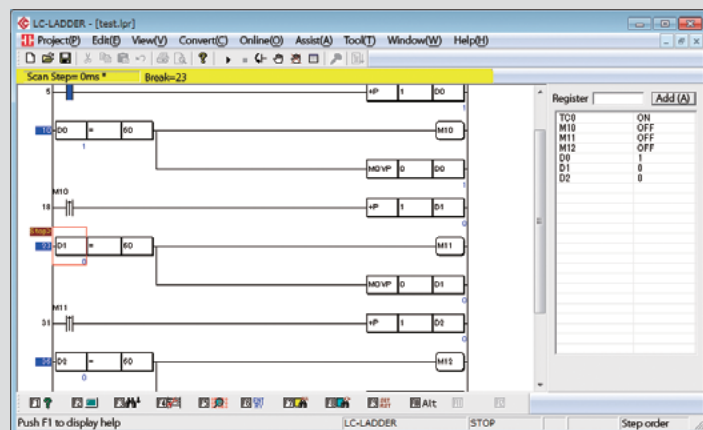 LC-LADDER - [test.lpr]
Project(P) Edit(E) View(V) Convert(C) Online(O) Assist(A) Tool(T) Window(W) Help(H)
Scan Step= 0ms * Break=23
5 +P 1 D0
1
10 D0 = 60 M10
1
MOVP 0 D0
1
M10
18 +P 1 D1
0
Stop>
23 D1 = 60 M11
0
MOVP 0 D1
0
M11
31 +P 1 D2
0
36 D2 = 60 M12
0
Register Add (A)
TC0 ON
M10 OFF
M11 OFF
M12 OFF
D0 1
D1 0
D2 0
Alt
Push F1 to display help LC-LADDER STOP Step order